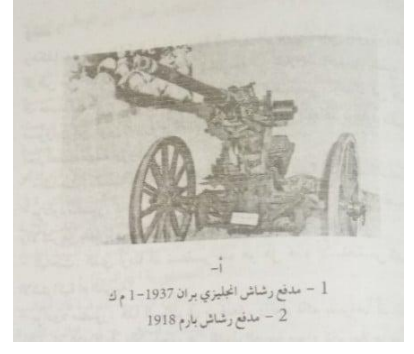 أ-
1 - مدفع رشاش انجليزي بران 1937-1 م ك
2 - مدفع رشاش بارم 1918